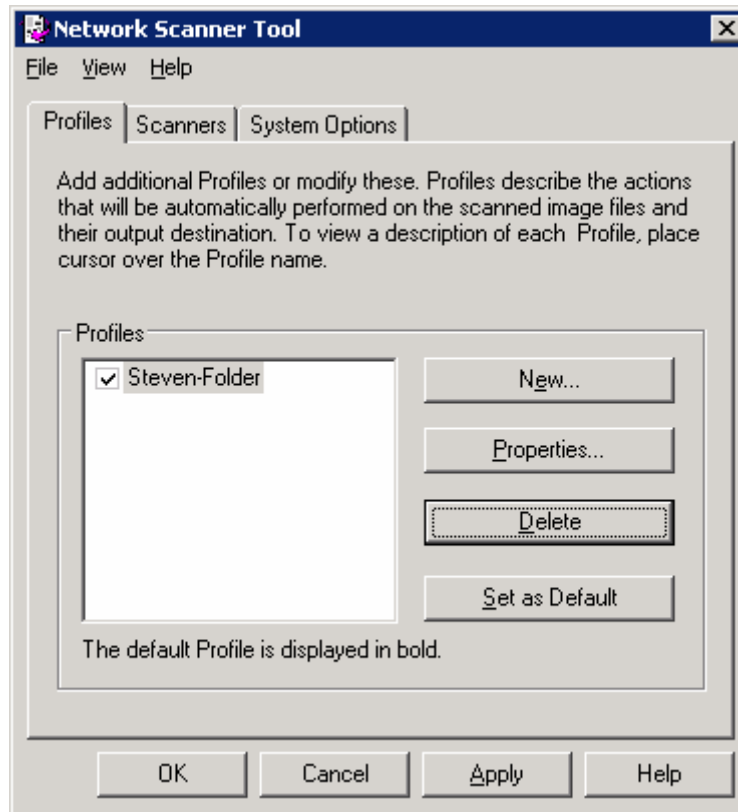 Network Scanner Tool
File View Help
Profiles Scanners System Options
Add additional Profiles or modify these. Profiles describe the actions
that will be automatically performed on the scanned image files and
their output destination. To view a description of each  Profile, place
cursor over the Profile name.
Profiles
Steven-Folder
New...
Properties...
Delete
Set as Default
The default Profile is displayed in bold.
OK Cancel Apply Help